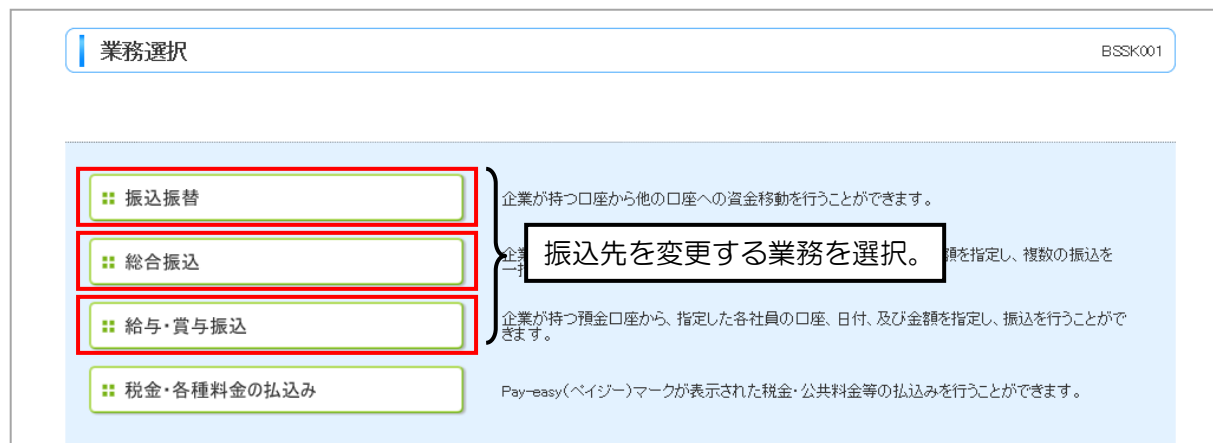 業務選択
BSSK001
振込振替
企業が持つ口座から他の口座への資金移動を行うことができます。
総合振込
振込先を変更する業務を選択。
額を指定し、複数の振込を
給与・賞与振込
企業が持つ預金口座から、指定した各社員の口座、日付、及び金額を指定し、振込を行うことがで
きます。
税金・各種料金の払込み
Pay-easy(ペイジー)マークが表示された税金・公共料金等の払込みを行うことができます。